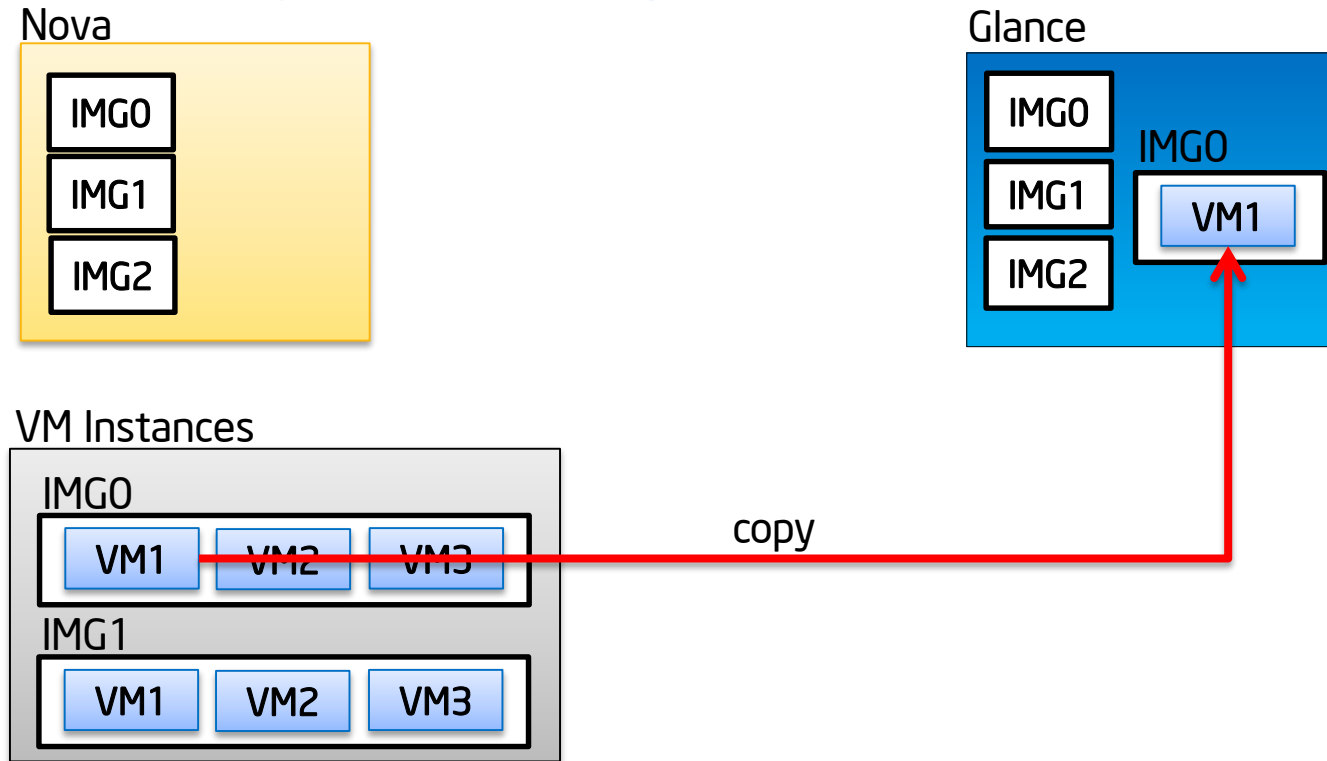 Nova
IMG0
IMG1
IMG2
Glance
IMG0
IMG1
IMG2
IMG0
VM1
VM Instances
IMG0
VM1 VM2 VM3
copy
IMG1
VM1 VM2 VM3